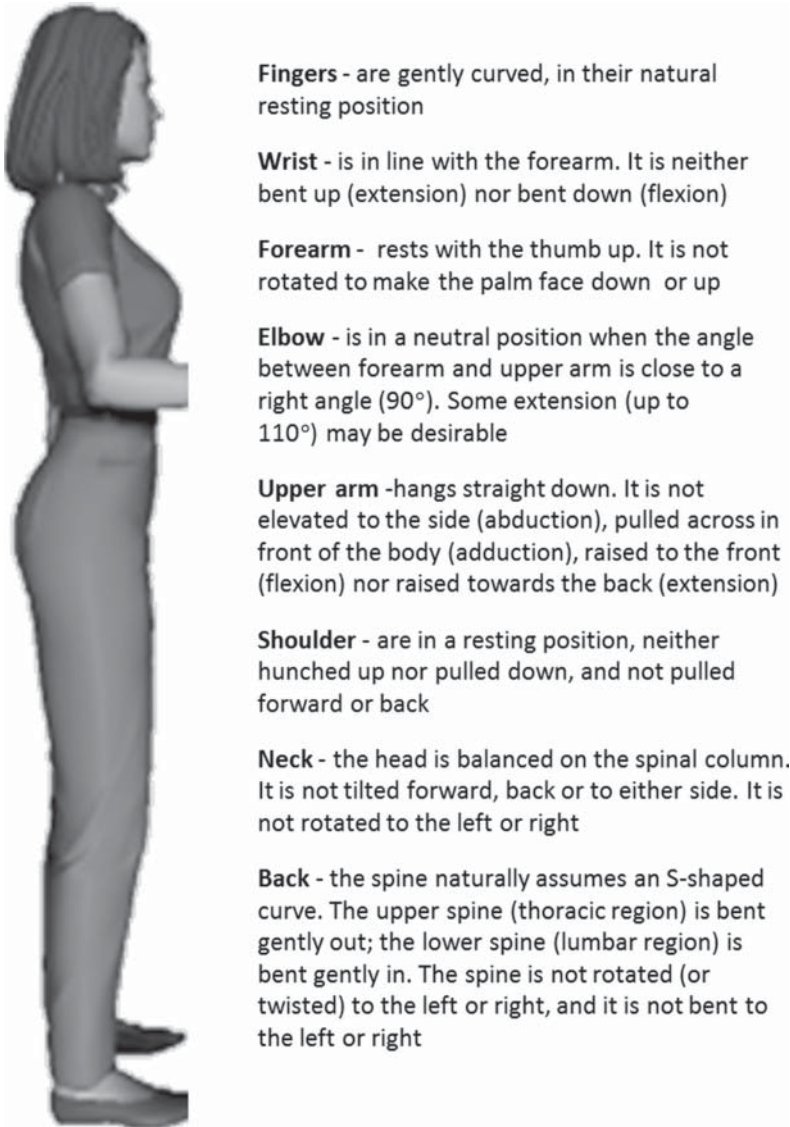 Fingers - are gently curved, in their natural
resting position
Wrist - is in line with the forearm. It is neither
bent up (extension) nor bent down (flexion)
Forearm - rests with the thumb up. It is not
rotated to make the palm face down or up
Elbow - is in a neutral position when the angle
between forearm and upper arm is close to a
right angle (90°). Some extension (up to
110°) may be desirable
Upper arm -hangs straight down. It is not
elevated to the side (abduction), pulled across in
front of the body (adduction), raised to the front
(flexion) nor raised towards the back (extension)
Shoulder - are in a resting position, neither
hunched up nor pulled down, and not pulled
forward or back
Neck - the head is balanced on the spinal column.
It is not tilted forward, back or to either side. It is
not rotated to the left or right
Back - the spine naturally assumes an S-shaped
curve. The upper spine (thoracic region) is bent
gently out; the lower spine (lumbar region) is
bent gently in. The spine is not rotated (or
twisted) to the left or right, and it is not bent to
the left or right